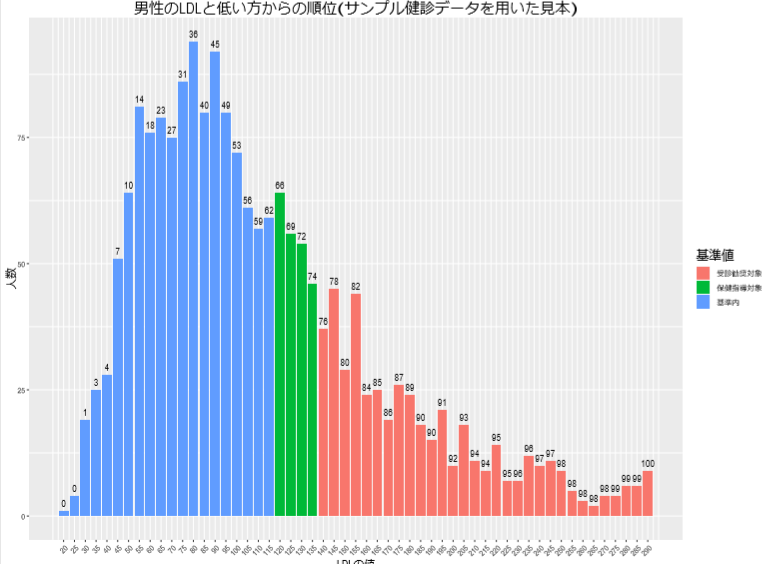 男性のLDLと低い方からの順位(サンプル健診データを用いた見本)
人数
75
50
25
0
0 0 1 3 4 7 10 14 18 23 27 31 36 40 45 49 53 56 59 62 66 69 72 74 76 78 80 82 84 85 86 87 89 90 90 91 92 93 94 94 95 95 96 96 97 97 98 98 98 98 98 99 99 99 100
20 25 30 35 40 45 50 55 60 65 70 75 80 85 90 95 100 105 110 115 120 125 130 135 140 145 150 155 160 165 170 175 180 185 190 195 200 205 210 215 220 225 230 235 240 245 250 255 260 265 270 275 280 285 290
LDLの値
基準値
受診勧奨対象
保健指導対象
基準内